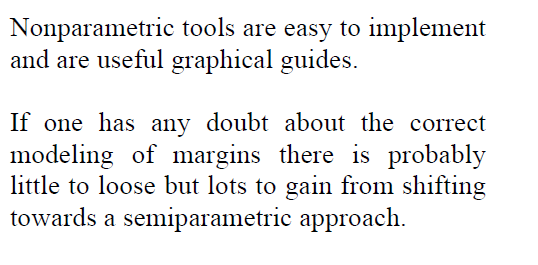 Nonparametric tools are easy to implement
and are useful graphical guides.
If one has any doubt about the correct
modeling of margins there is probably
little to loose but lots to gain from shifting
towards a semiparametric approach.